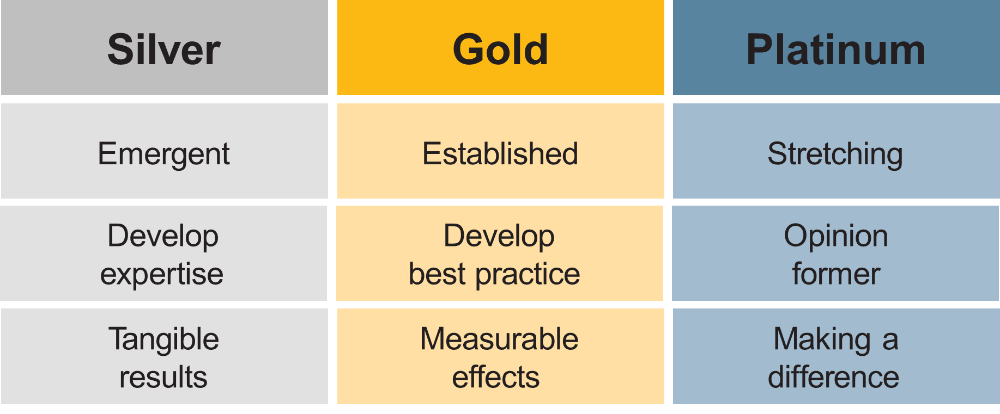 Silver
Gold
Platinum
Emergent
Established
Stretching
Develop
expertise
Develop
best practice
Opinion
former
Tangible
results
Measurable
effects
Making a
difference